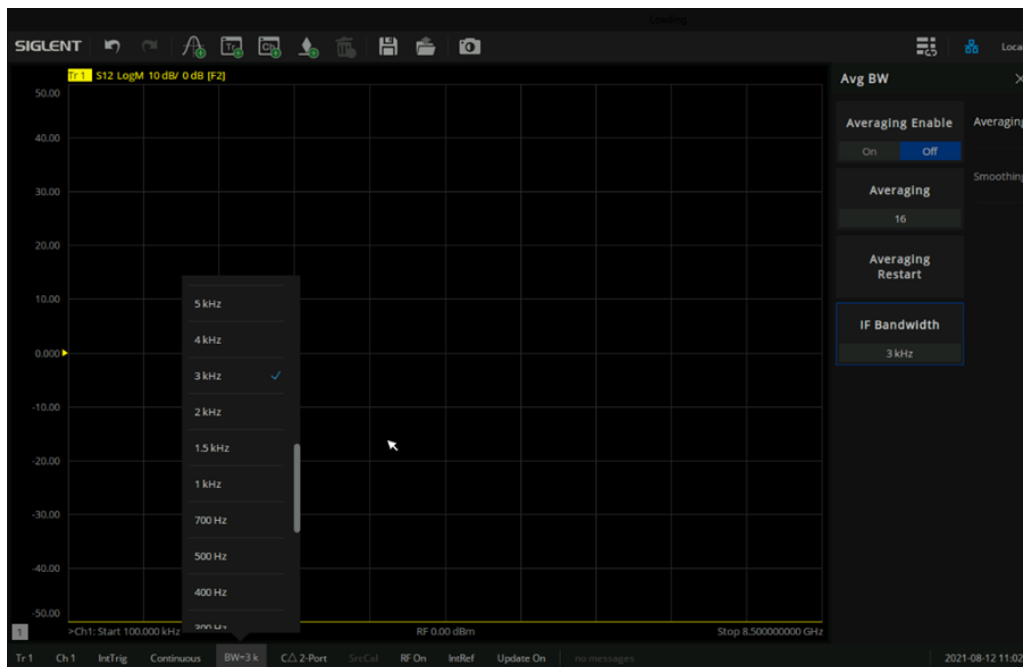 Loading
SIGLENT Tr Ch Loca
Tr 1 S12 LogM 10 dB/ 0 dB [F2]
50.00
40.00
30.00
20.00
10.00
0.000
-10.00
-20.00
-30.00
-40.00
-50.00
5 kHz
4 kHz
3 kHz
2 kHz
1.5 kHz
1 kHz
700 Hz
500 Hz
400 Hz
300 Hz
1 >Ch1: Start 100.000 kHz RF 0.00 dBm Stop 8.500000000 GHz
Avg BW
Averaging Enable
On Off
Averaging
16
Averaging
Restart
IF Bandwidth
3 kHz
Averaging
Smoothing
Tr 1 Ch 1 IntTrig Continuous BW=3 k C△ 2-Port SrcCal RF On IntRef Update On no messages 2021-08-12 11:02